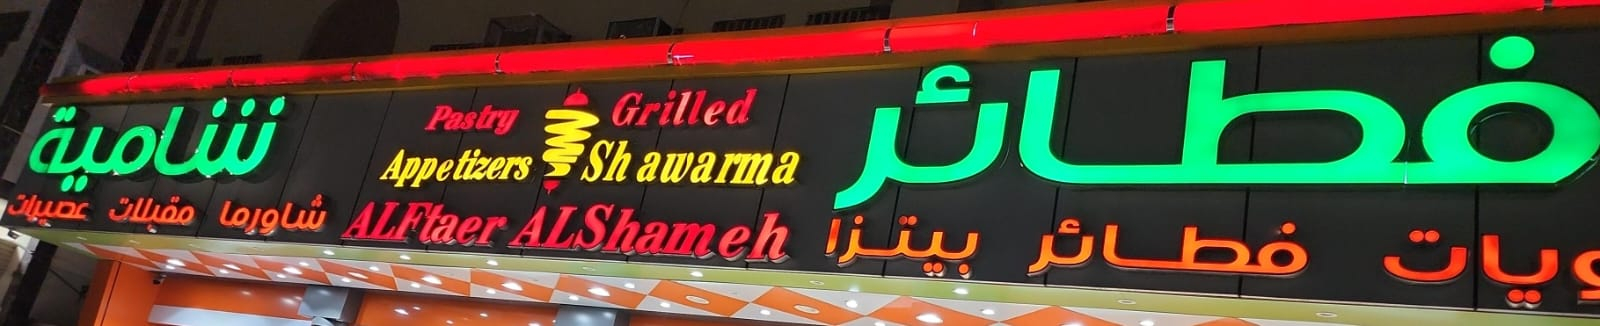 فطائر شامية
Pastry Grilled
Appetizers Shawarma
ALFtaer ALShameh
فطائر بيتزا شاورما مقبلات عصيرات